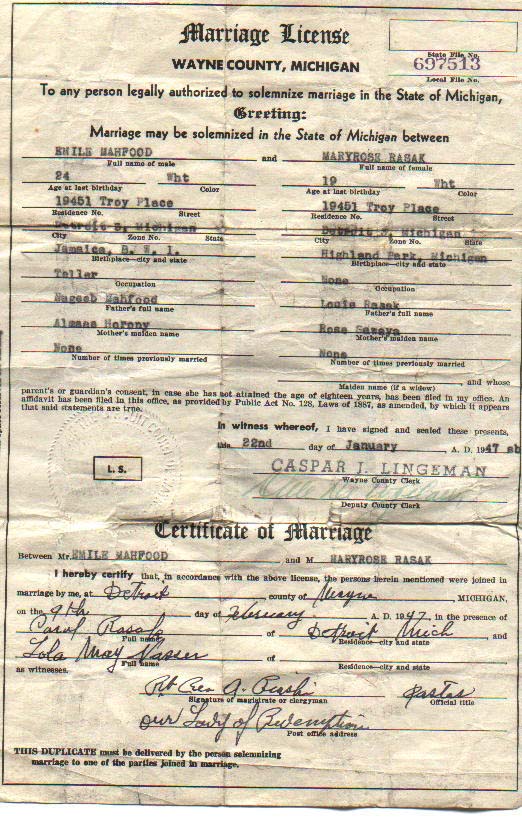 Marriage License
State File No.
WAYNE COUNTY, MICHIGAN
697513
Local File No.
To any person legally authorized to solemnize marriage in the State of Michigan,
Greeting:
Marriage may be solemnized in the State of Michigan between
EMILE MAHFOOD and MARYROSE RASAK
Full name of male Full name of female
24 Wht 19 Wht
Age at last birthday Color Age at last birthday Color
19451 Troy Place 19451 Troy Place
Residence No. Street Residence No. Street
Detroit 3, Michigan Detroit 3, Michigan
City Zone No. State City Zone No. State
Jamaica, B. W. I. Highland Park, Michigan
Birthplace—city and state Birthplace—city and state
Teller None
Occupation Occupation
Nageeb Mahfood Louis Rasak
Father's full name Father's full name
Almaas Horony Rose
Mother's maiden name Mother's maiden name
None None
Number of times previously married Number of times previously married
and whose
Maiden name (if a widow)
parent's or guardian's consent, in case she has not attained the age of eighteen years, has been filed in my office. An
affidavit has been filed in this office, as provided by Public Act No. 128, Laws of 1887, as amended, by which it appears
that said statements are true.
In witness whereof, I have signed and sealed these presents,
this 22nd day of January , A. D. 1947 sb
L. S.
CASPAR J. LINGEMAN
Wayne County Clerk
Deputy County Clerk
Certificate of Marriage
Between Mr. EMILE MAHFOOD and M MARYROSE RASAK
I hereby certify that, in accordance with the above license, the persons herein mentioned were joined in
marriage by me, at Detroit county of Wayne , MICHIGAN,
on the 9th day of February A. D. 1947, in the presence of
Carol Rasak of Detroit Mich and
Full name Residence—city and state
Lola May Nasser of
Full name Residence—city and state
as witnesses.
A. Pastor
Signature of magistrate or clergyman Official title
Our Lady of Redemption
Post office address
THIS DUPLICATE must be delivered by the person solemnizing
marriage to one of the parties joined in marriage.